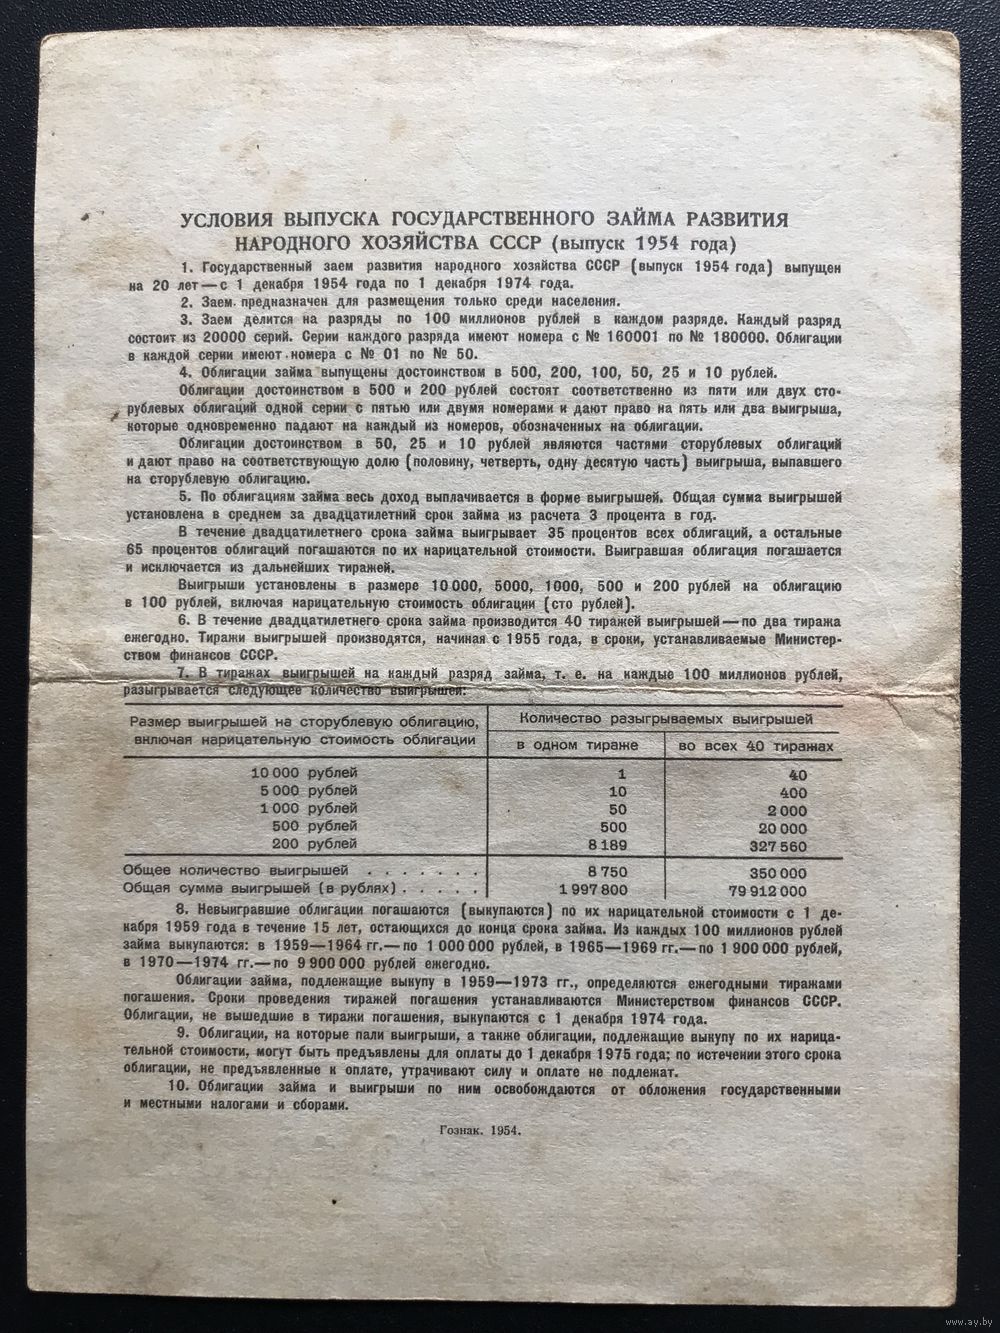 УСЛОВИЯ ВЫПУСКА ГОСУДАРСТВЕННОГО ЗАЙМА РАЗВИТИЯ
НАРОДНОГО ХОЗЯЙСТВА СССР (выпуск 1954 года)
1. Государственный заем развития народного хозяйства СССР (выпуск 1954 года) выпущен
на 20 лет — с 1 декабря 1954 года по 1 декабря 1974 года.
2. Заем предназначен для размещения только среди населения.
3. Заем делится на разряды по 100 миллионов рублей в каждом разряде. Каждый разряд
состоит из 20000 серий. Серии каждого разряда имеют номера с № 160001 по № 180000. Облигации
в каждой серии имеют номера с № 01 по № 50.
4. Облигации займа выпущены достоинством в 500, 200, 100, 50, 25 и 10 рублей.
Облигации достоинством в 500 и 200 рублей состоят соответственно из пяти или двух сто-
рублевых облигаций одной серии с пятью или двумя номерами и дают право на пять или два выигрыша,
которые одновременно падают на каждый из номеров, обозначенных на облигации.
Облигации достоинством в 50, 25 и 10 рублей являются частями сторублевых облигаций
и дают право на соответствующую долю (половину, четверть, одну десятую часть) выигрыша, выпавшего
на сторублевую облигацию.
5. По облигациям займа весь доход выплачивается в форме выигрышей. Общая сумма выигрышей
установлена в среднем за двадцатилетний срок займа из расчета 3 процента в год.
В течение двадцатилетнего срока займа выигрывает 35 процентов всех облигаций, а остальные
65 процентов облигаций погашаются по их нарицательной стоимости. Выигравшая облигация погашается
и исключается из дальнейших тиражей.
Выигрыши установлены в размере 10 000, 5000, 1000, 500 и 200 рублей на облигацию
в 100 рублей, включая нарицательную стоимость облигации (сто рублей).
6. В течение двадцатилетнего срока займа производится 40 тиражей выигрышей — по два тиража
ежегодно. Тиражи выигрышей производятся, начиная с 1955 года, в сроки, устанавливаемые Министер-
ством финансов СССР.
7. В тиражах выигрышей на каждый разряд займа, т. е. на каждые 100 миллионов рублей,
разыгрывается следующее количество выигрышей:
Размер выигрышей на сторублевую облигацию, включая нарицательную стоимость облигации
Количество разыгрываемых выигрышей
в одном тираже во всех 40 тиражах
10 000 рублей 1 40
5 000 рублей 10 400
1 000 рублей 50 2 000
500 рублей 500 20 000
200 рублей 8 189 327 560
Общее количество выигрышей . . . . . . . 8 750 350 000
Общая сумма выигрышей (в рублях) . . . . . 1 997 800 79 912 000
8. Невыигравшие облигации погашаются (выкупаются) по их нарицательной стоимости с 1 де-
кабря 1959 года в течение 15 лет, остающихся до конца срока займа. Из каждых 100 миллионов рублей
займа выкупаются: в 1959—1964 гг.— по 1 000 000 рублей, в 1965—1969 гг.— по 1 900 000 рублей,
в 1970—1974 гг.— по 9 900 000 рублей ежегодно.
Облигации займа, подлежащие выкупу в 1959—1973 гг., определяются ежегодными тиражами
погашения. Сроки проведения тиражей погашения устанавливаются Министерством финансов СССР.
Облигации, не вышедшие в тиражи погашения, выкупаются с 1 декабря 1974 года.
9. Облигации, на которые пали выигрыши, а также облигации, подлежащие выкупу по их нарица-
тельной стоимости, могут быть предъявлены для оплаты до 1 декабря 1975 года; по истечении этого срока
облигации, не предъявленные к оплате, утрачивают силу и оплате не подлежат.
10. Облигации займа и выигрыши по ним освобождаются от обложения государственными
и местными налогами и сборами.
Гознак. 1954.
www.ay.by